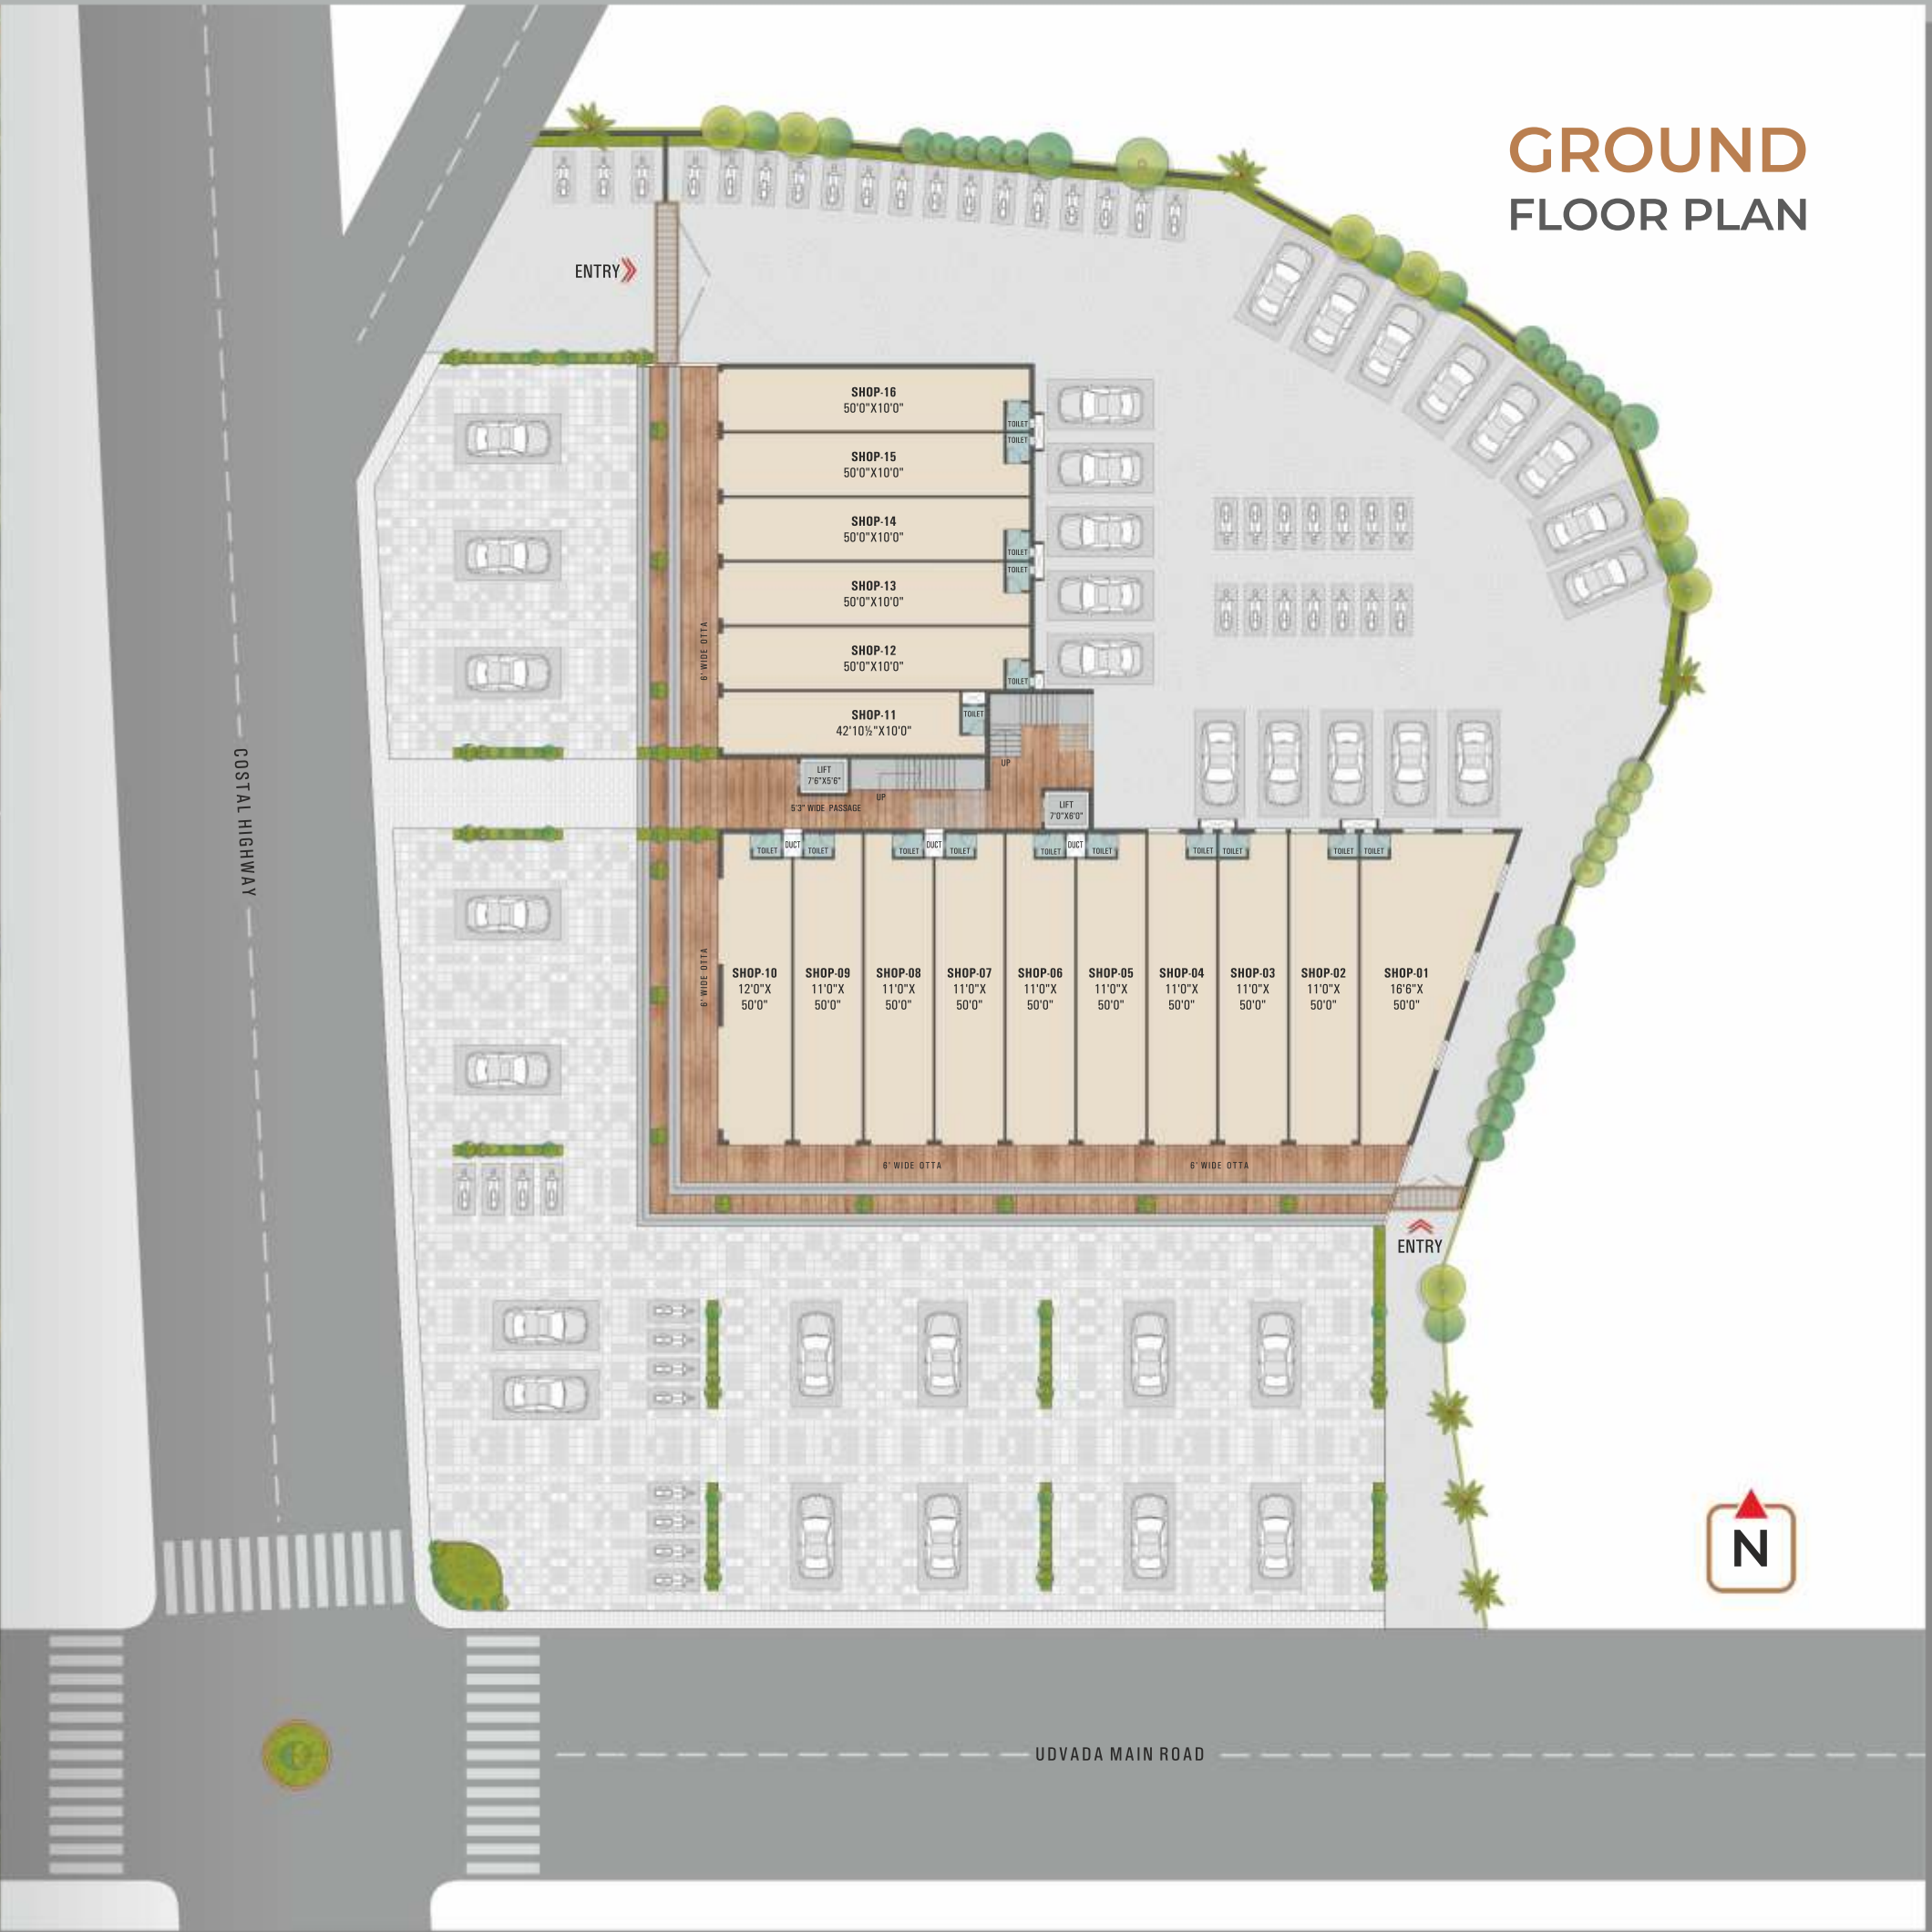 GROUND
FLOOR PLAN
ENTRY
SHOP-16
50'0"X10'0"
TOILET
TOILET
SHOP-15
50'0"X10'0"
SHOP-14
50'0"X10'0"
TOILET
TOILET
SHOP-13
50'0"X10'0"
6' WIDE OTTA
SHOP-12
50'0"X10'0"
TOILET
SHOP-11
42'10½"X10'0"
TOILET
UP
LIFT
7'6"X5'6"
UP
5'3" WIDE PASSAGE
LIFT
7'0"X6'0"
COSTAL HIGHWAY
TOILET
DUCT
TOILET
TOILET
DUCT
TOILET
TOILET
DUCT
TOILET
TOILET
TOILET
TOILET
TOILET
6' WIDE OTTA
SHOP-10
12'0"X
50'0"
SHOP-09
11'0"X
50'0"
SHOP-08
11'0"X
50'0"
SHOP-07
11'0"X
50'0"
SHOP-06
11'0"X
50'0"
SHOP-05
11'0"X
50'0"
SHOP-04
11'0"X
50'0"
SHOP-03
11'0"X
50'0"
SHOP-02
11'0"X
50'0"
SHOP-01
16'6"X
50'0"
6' WIDE OTTA
6' WIDE OTTA
ENTRY
N
UDVADA MAIN ROAD